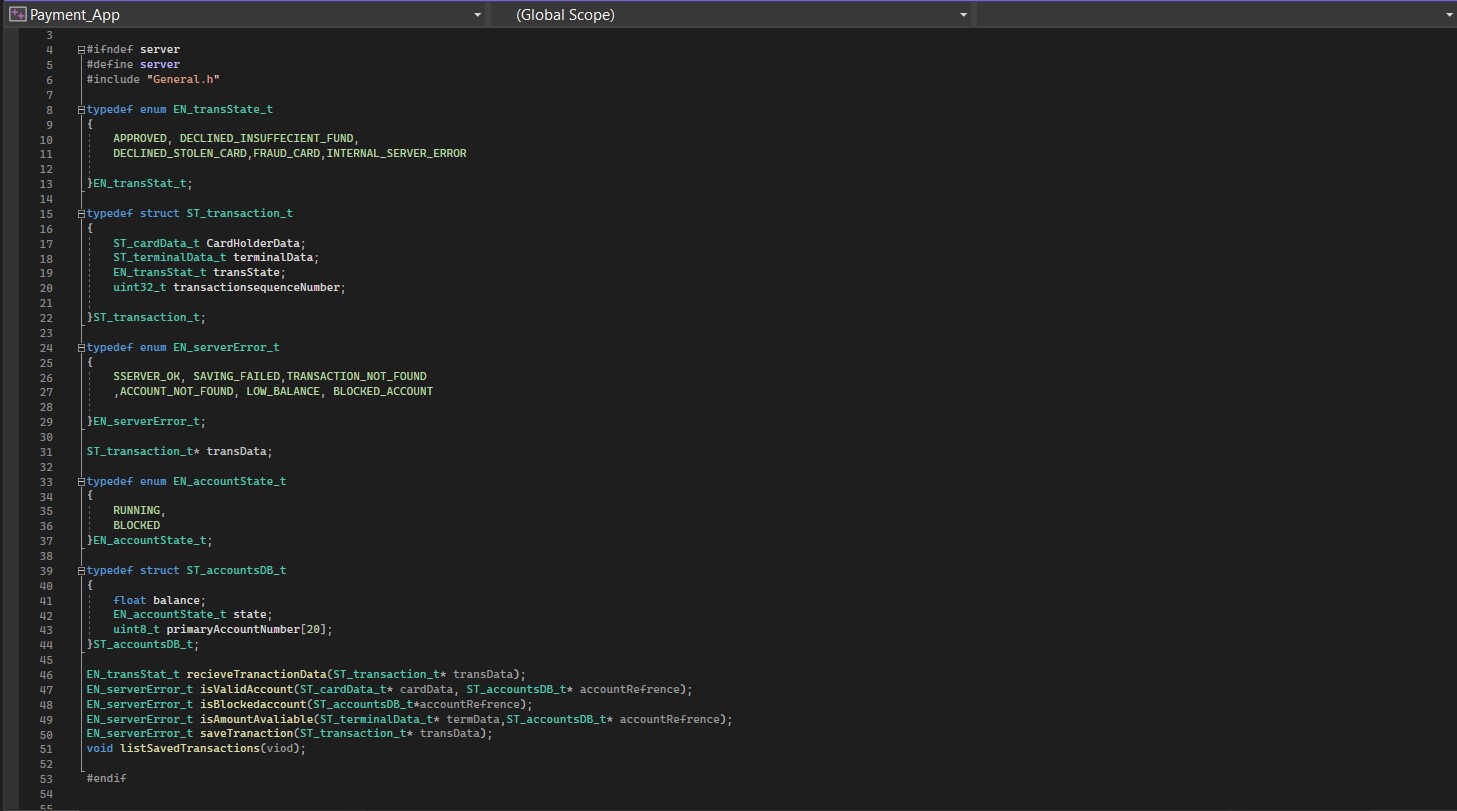 Payment_App (Global Scope)
3
4 #ifndef server
5 #define server
6 #include "General.h"
7
8 typedef enum EN_transState_t
9 {
10 APPROVED, DECLINED_INSUFFECIENT_FUND,
11 DECLINED_STOLEN_CARD,FRAUD_CARD,INTERNAL_SERVER_ERROR
12
13 }EN_transStat_t;
14
15 typedef struct ST_transaction_t
16 {
17 ST_cardData_t CardHolderData;
18 ST_terminalData_t terminalData;
19 EN_transStat_t transState;
20 uint32_t transactionsequenceNumber;
21
22 }ST_transaction_t;
23
24 typedef enum EN_serverError_t
25 {
26 SSERVER_OK, SAVING_FAILED,TRANSACTION_NOT_FOUND
27 ,ACCOUNT_NOT_FOUND, LOW_BALANCE, BLOCKED_ACCOUNT
28
29 }EN_serverError_t;
30
31 ST_transaction_t* transData;
32
33 typedef enum EN_accountState_t
34 {
35 RUNNING,
36 BLOCKED
37 }EN_accountState_t;
38
39 typedef struct ST_accountsDB_t
40 {
41 float balance;
42 EN_accountState_t state;
43 uint8_t primaryAccountNumber[20];
44 }ST_accountsDB_t;
45
46 EN_transStat_t recieveTranactionData(ST_transaction_t* transData);
47 EN_serverError_t isValidAccount(ST_cardData_t* cardData, ST_accountsDB_t* accountRefrence);
48 EN_serverError_t isBlockedaccount(ST_accountsDB_t*accountRefrence);
49 EN_serverError_t isAmountAvaliable(ST_terminalData_t* termData,ST_accountsDB_t* accountRefrence);
50 EN_serverError_t saveTranaction(ST_transaction_t* transData);
51 void listSavedTransactions(viod);
52
53 #endif
54
55